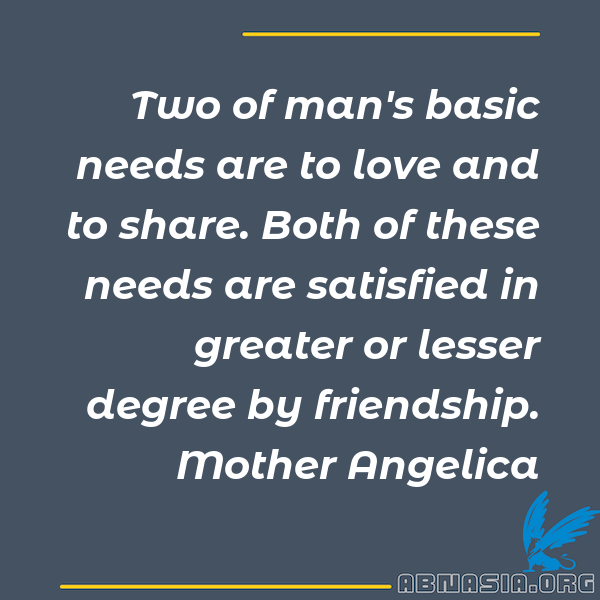 Two of man's basic
needs are to love and
to share. Both of these
needs are satisfied in
greater or lesser
degree by friendship.
Mother Angelica
ABNASIA.ORG